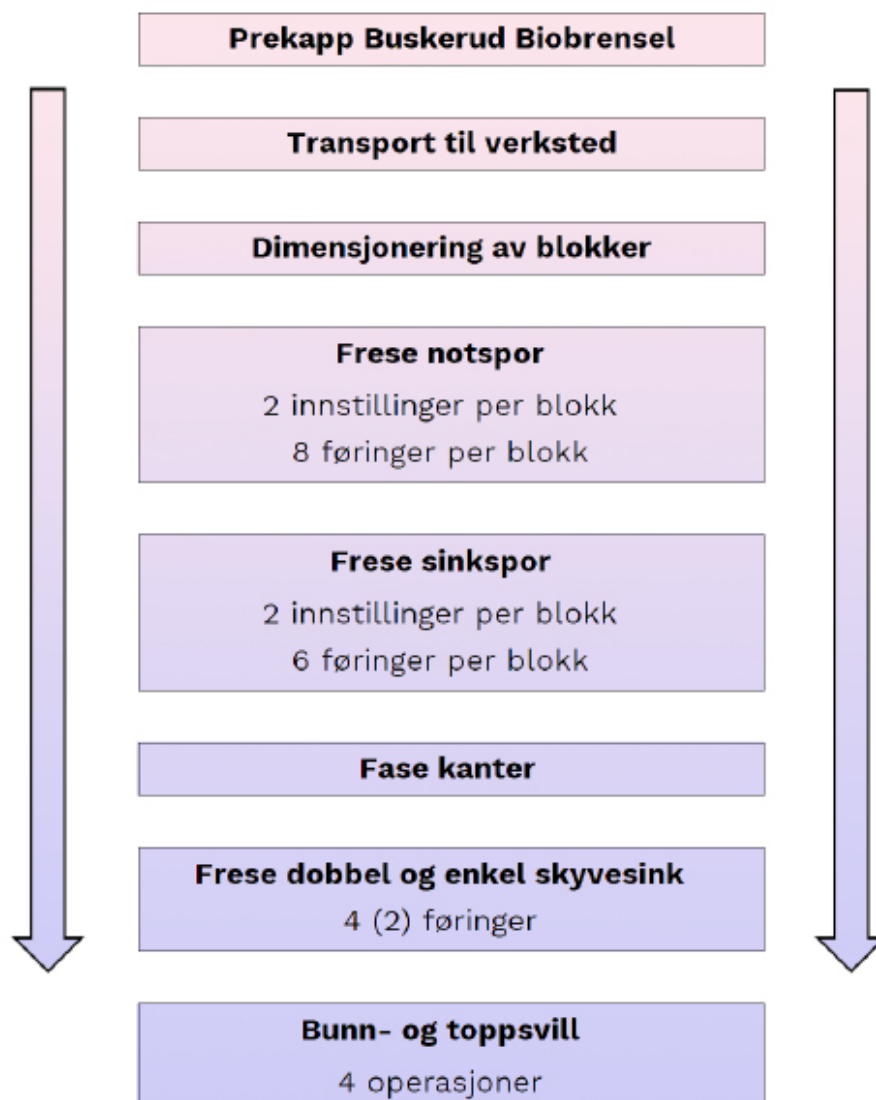 Prekapp Buskerud Biobrensel
Transport til verksted
Dimensjonering av blokker
Frese notspor
2 innstillinger per blokk
8 føringer per blokk
Frese sinkspor
2 innstillinger per blokk
6 føringer per blokk
Fase kanter
Frese dobbel og enkel skyvesink
4 (2) føringer
Bunn- og toppsvill
4 operasjoner